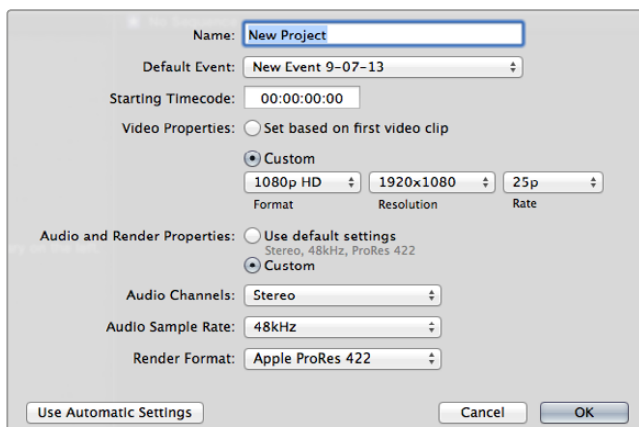 No Sequence
Name: New Project
Default Event: New Event 9-07-13
Starting Timecode: 00:00:00:00
Video Properties: Set based on first video clip
Custom
1080p HD 1920x1080 25p
Format Resolution Rate
Audio and Render Properties: Use default settings
Stereo, 48kHz, ProRes 422
Custom
Audio Channels: Stereo
Audio Sample Rate: 48kHz
Render Format: Apple ProRes 422
Use Automatic Settings Cancel OK